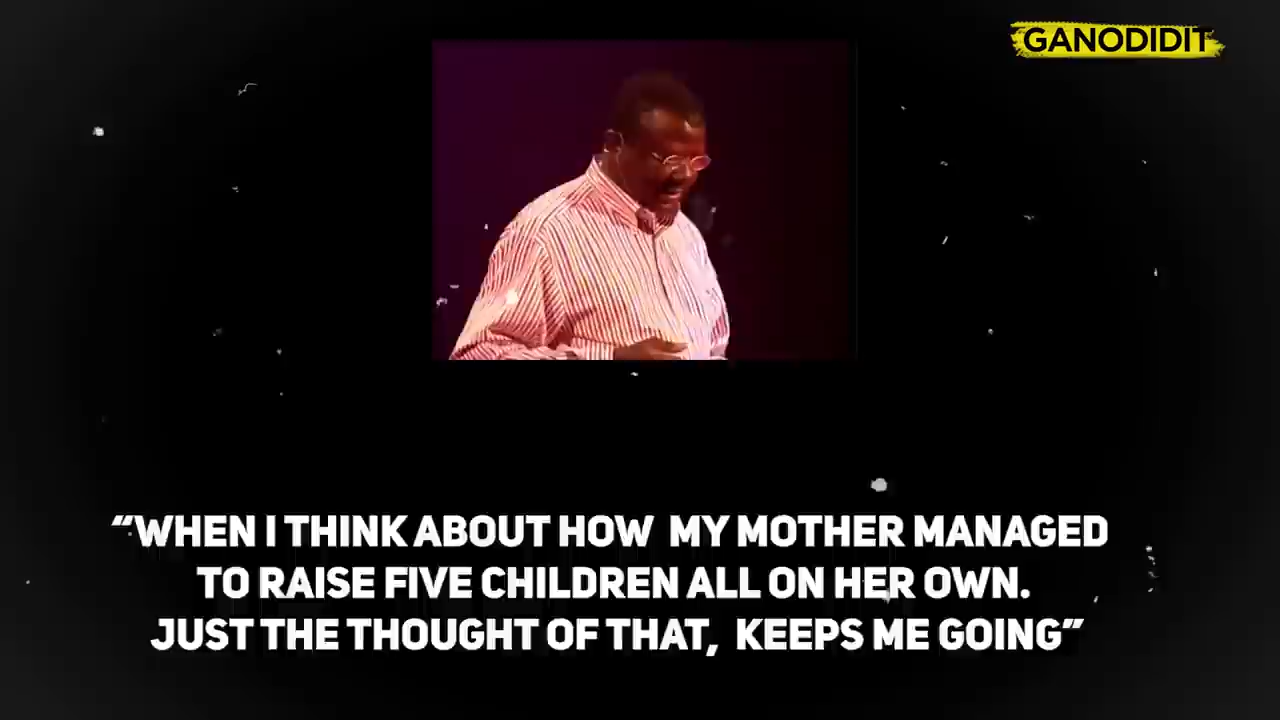 GANODIDIT
“WHEN I THINK ABOUT HOW MY MOTHER MANAGED
TO RAISE FIVE CHILDREN ALL ON HER OWN.
JUST THE THOUGHT OF THAT, KEEPS ME GOING”